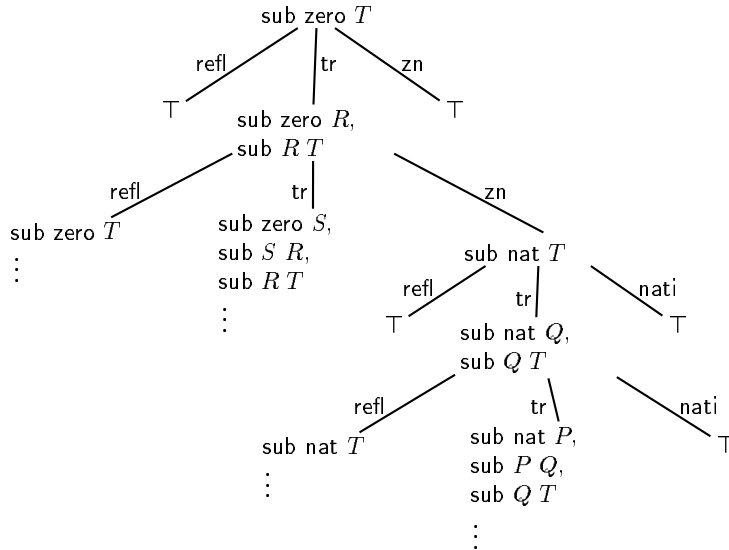 sub zero T
refl tr zn
⊤ ⊤
sub zero R,
sub R T
refl tr zn
sub zero T
⋮
sub zero S,
sub S R,
sub R T
⋮
sub nat T
refl tr nati
⊤ ⊤
sub nat Q,
sub Q T
refl tr nati
sub nat T
⋮
sub nat P,
sub P Q,
sub Q T
⋮
⊤